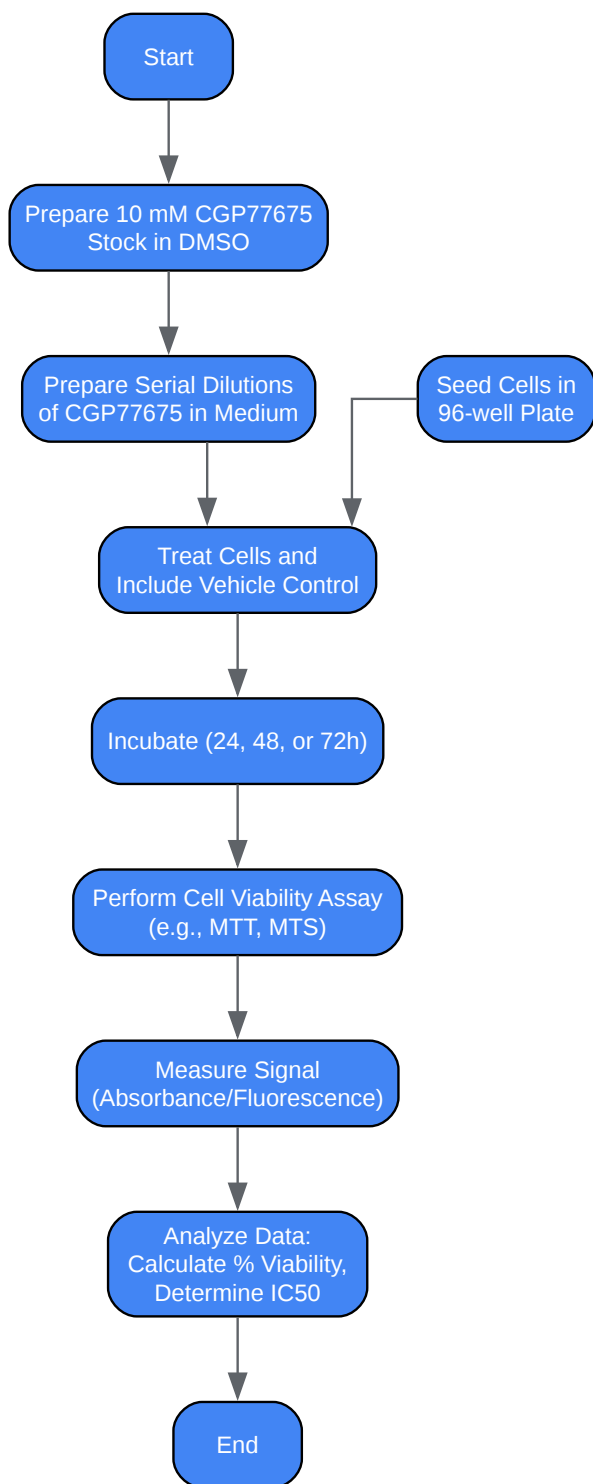 Start
Prepare 10 mM CGP77675
Stock in DMSO
Prepare Serial Dilutions
of CGP77675 in Medium
Seed Cells in
96-well Plate
Treat Cells and
Include Vehicle Control
Incubate (24, 48, or 72h)
Perform Cell Viability Assay
(e.g., MTT, MTS)
Measure Signal
(Absorbance/Fluorescence)
Analyze Data:
Calculate % Viability,
Determine IC50
End